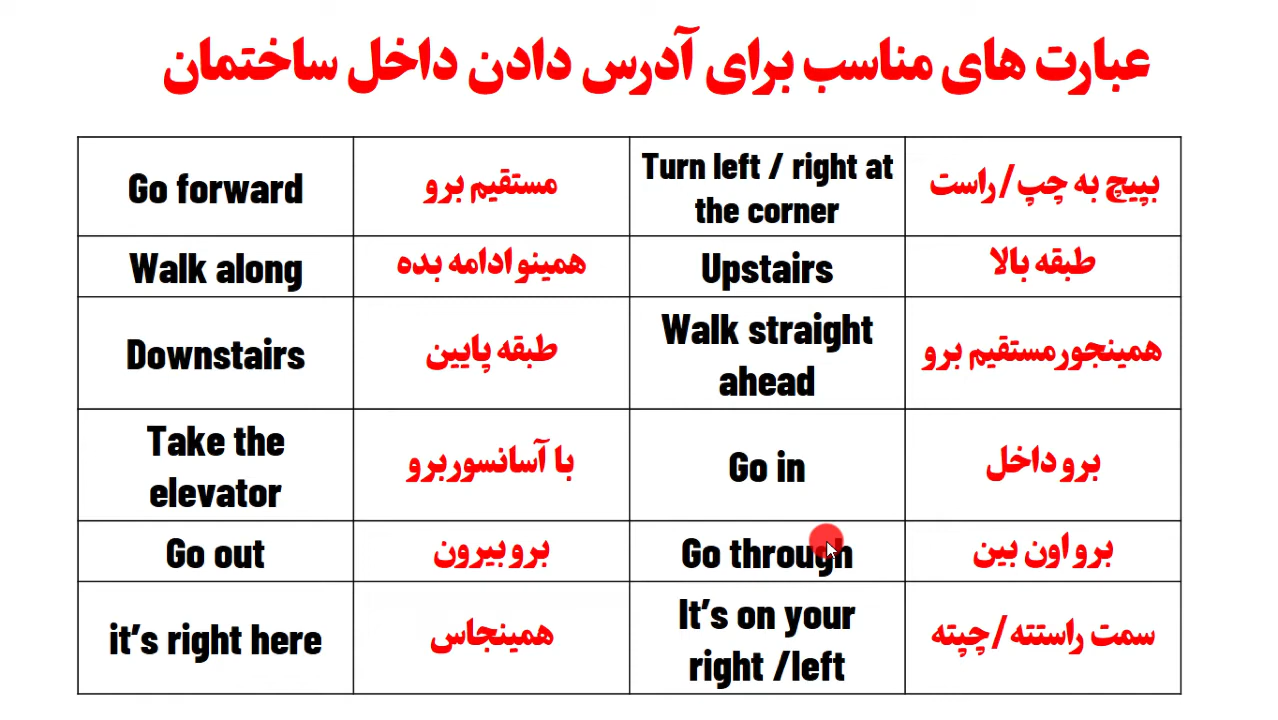 عبارت های مناسب برای آدرس دادن داخل ساختمان
Go forward
مستقیم برو
Turn left / right at
the corner
بپیچ به چپ/راست
Walk along
همینو ادامه بده
Upstairs
طبقه بالا
Downstairs
طبقه پایین
Walk straight
ahead
همینجور مستقیم برو
Take the
elevator
با آسانسور برو
Go in
برو داخل
Go out
برو بیرون
Go through
برو اون بین
it's right here
همینجاس
It's on your
right /left
سمت راستته/چپته